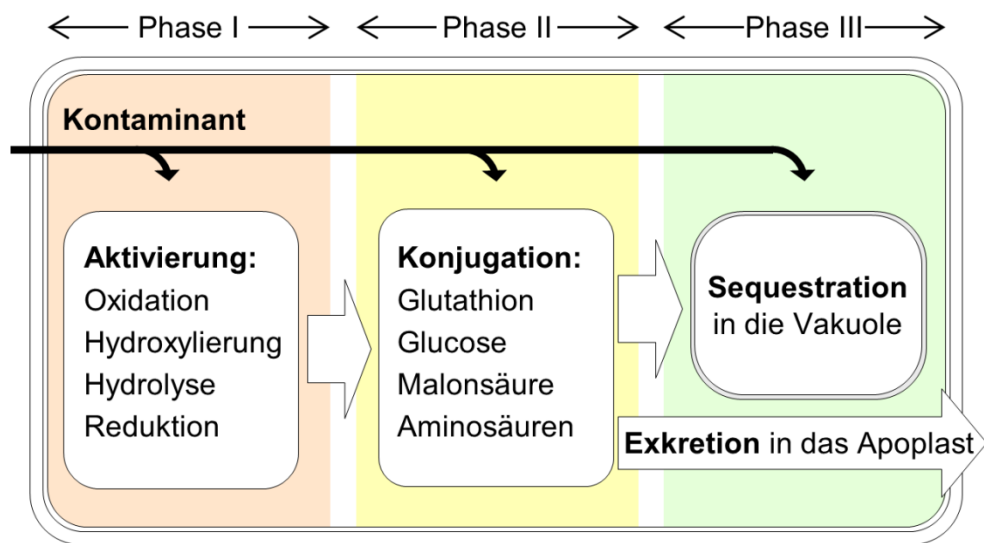 Phase I
Phase II
Phase III
Kontaminant
Aktivierung:
Oxidation
Hydroxylierung
Hydrolyse
Reduktion
Konjugation:
Glutathion
Glucose
Malonsäure
Aminosäuren
Sequestration
in die Vakuole
Exkretion in das Apoplast